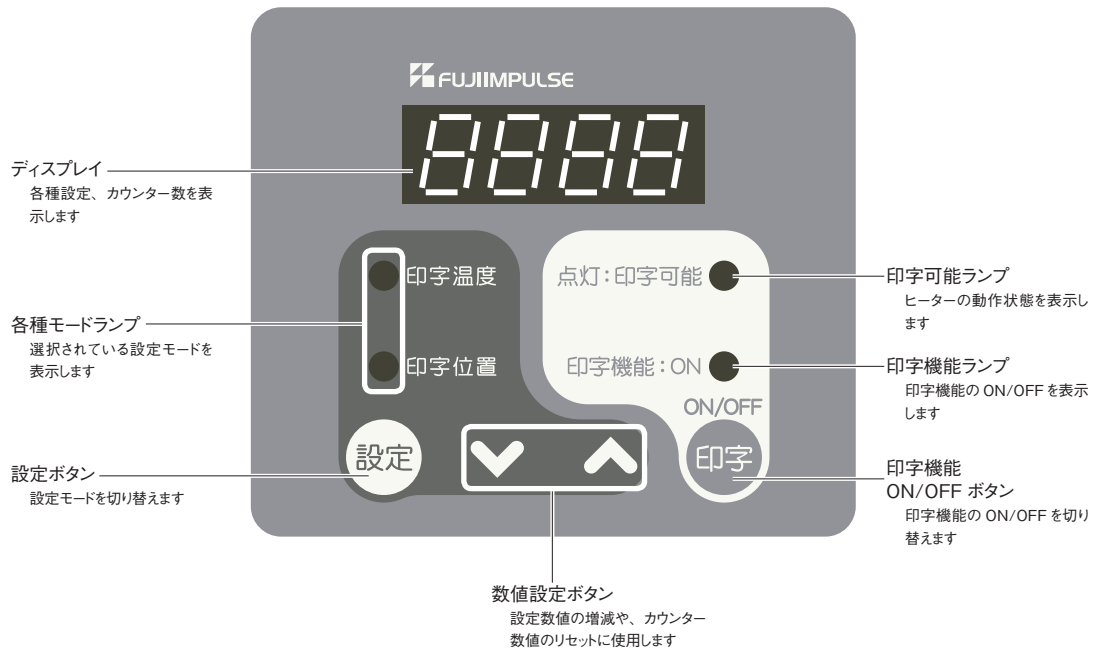 FUJIIMPULSE
8888
ディスプレイ
各種設定、カウンター数を表
示します
各種モードランプ
選択されている設定モードを
表示します
設定ボタン
設定モードを切り替えます
印字温度
印字位置
設定
点灯：印字可能
印字機能：ON
ON/OFF
印字
印字可能ランプ
ヒーターの動作状態を表示し
ます
印字機能ランプ
印字機能の ON/OFF を表示
します
印字機能
ON/OFF ボタン
印字機能の ON/OFF を切り
替えます
数値設定ボタン
設定数値の増減や、カウンター
数値のリセットに使用します